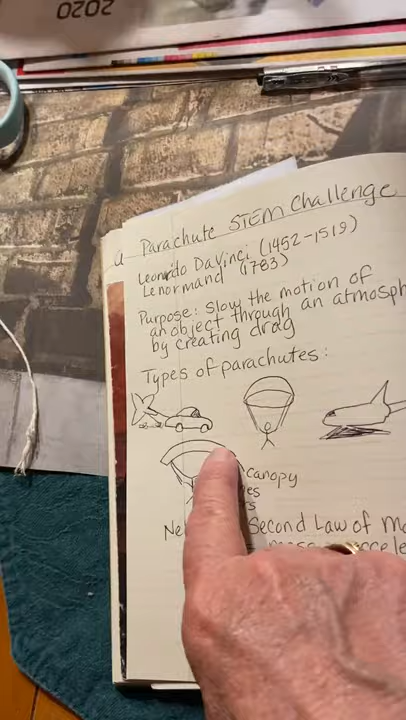 2020
a Parachute STEM Challenge
Leonardo DaVinci (1452-1519)
Lenormand (1783)
Purpose: Slow the motion of
an object through an atmosph
by creating drag
Types of parachutes:
canopy
Second Law of M